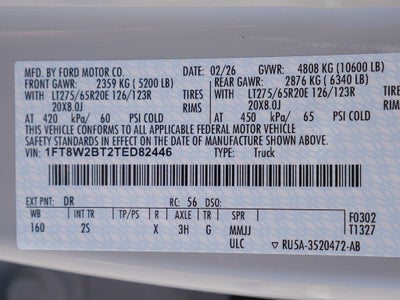 MFD. BY FORD MOTOR CO. 02/26 GVWR: 4808 KG (10600 LB)
FRONT GAWR: 2359 KG ( 5200 LB) REAR GAWR: 2876 KG ( 6340 LB)
WITH LT275/65R20E 126/123R TIRES WITH LT275/65R20E 126/123R
20X8.0J RIMS 20X8.0J
AT 420 kPa/ 60 PSI COLD AT 450 kPa/ 65 PSI COLD
THIS VEHICLE CONFORMS TO ALL APPLICABLE FEDERAL MOTOR VEHICLE
SAFETY STANDARDS IN EFFECT ON THE DATE OF MANUFACTURE SHOWN ABOVE.
VIN: 1FT8W2BT2TED82446 TYPE: Truck
EXT PNT: DR RC: 56 DSO:
WB INT TR TP/PS R AXLE TR SPR F0302
160 2S X 3H G MMJJ T1327
ULC RU5A-3520472-AB